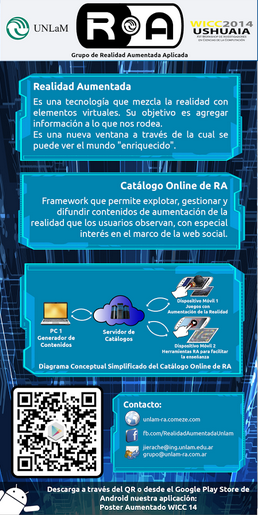 UNLaM
RA
WICC2014
USHUAIA
Grupo de Realidad Aumentada Aplicada
Realidad Aumentada
Es una tecnología que mezcla la realidad con
elementos virtuales. Su objetivo es agregar
información a lo que nos rodea.
Es una nueva ventana a través de la cual se
puede ver el mundo "enriquecido".
Catálogo Online de RA
Framework que permite explotar, gestionar y
difundir contenidos de aumentación de la
realidad que los usuarios observan, con especial
interés en el marco de la web social.
PC 1
Generador de
Contenidos
Servidor de
Catálogos
Dispositivo Móvil 1
Juegos con
Aumentación de la Realidad
Dispositivo Móvil 2
Herramientas RA para facilitar
la enseñanza
Diagrama Conceptual Simplificado del Catálogo Online de RA
Contacto:
unlam-ra.comeze.com
fb.com/RealidadAumentadaUnlam
jierache@ing.unlam.edu.ar
grupo@unlam-ra.com.ar
Descarga a través del QR o desde el Google Play Store de
Android nuestra aplicación:
Poster Aumentado WICC 14